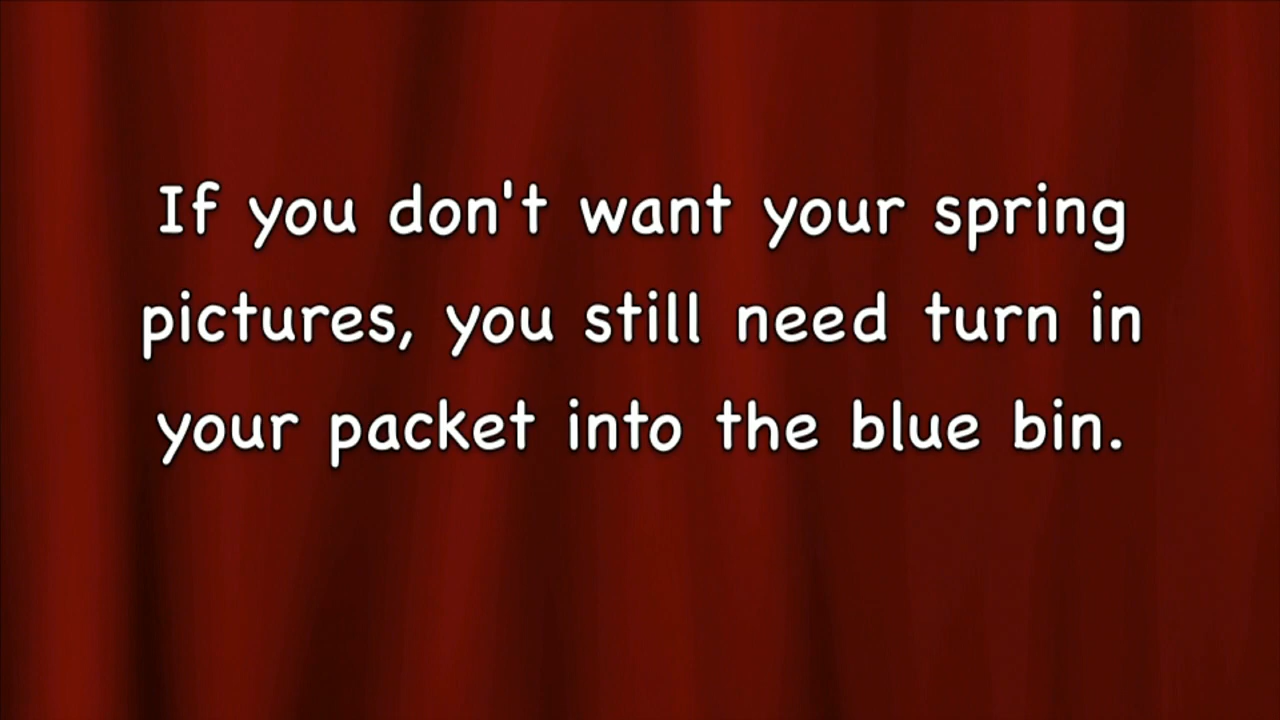 If you don't want your spring
pictures, you still need turn in
your packet into the blue bin.